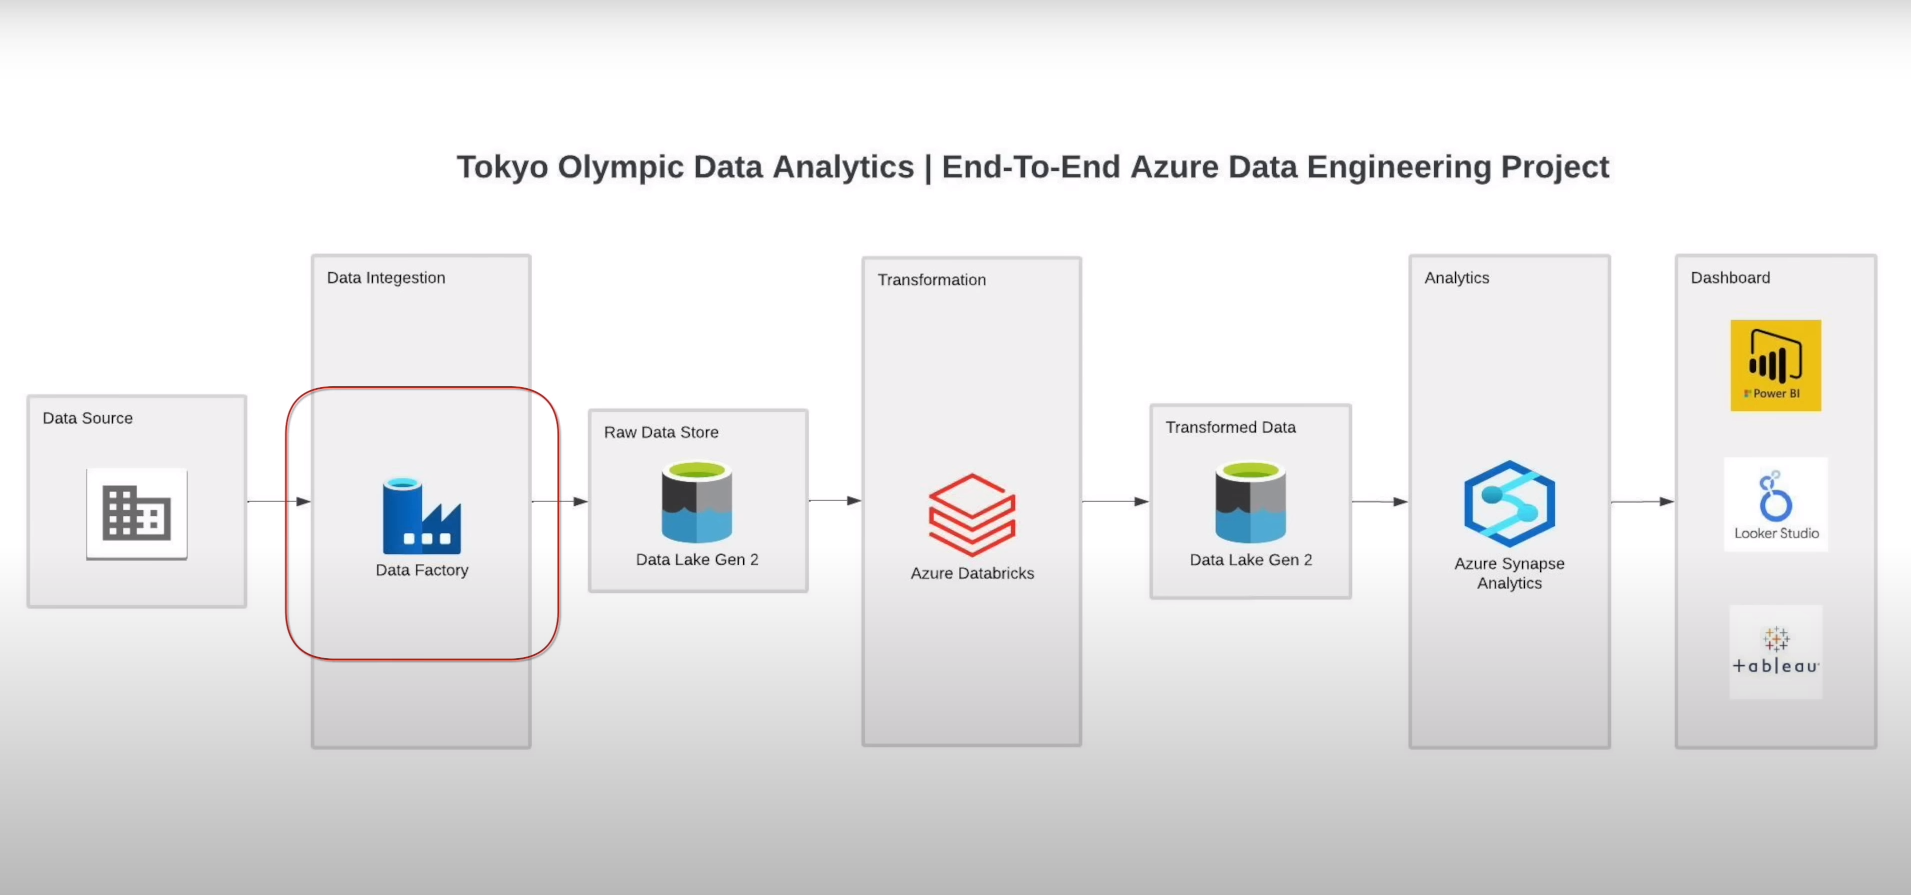 Tokyo Olympic Data Analytics | End-To-End Azure Data Engineering Project
Data Source
Data Integestion
Data Factory
Raw Data Store
Data Lake Gen 2
Transformation
Azure Databricks
Transformed Data
Data Lake Gen 2
Analytics
Azure Synapse
Analytics
Dashboard
Power BI
Looker Studio
+ableau